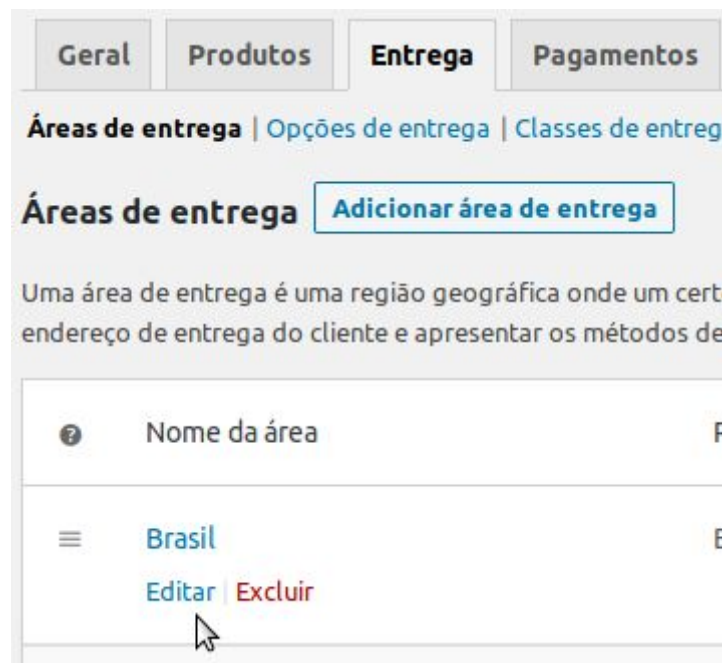 Geral Produtos Entrega Pagamentos
Áreas de entrega | Opções de entrega | Classes de entreg
Áreas de entrega Adicionar área de entrega
Uma área de entrega é uma região geográfica onde um cert
endereço de entrega do cliente e apresentar os métodos de
Nome da área
Brasil
Editar | Excluir